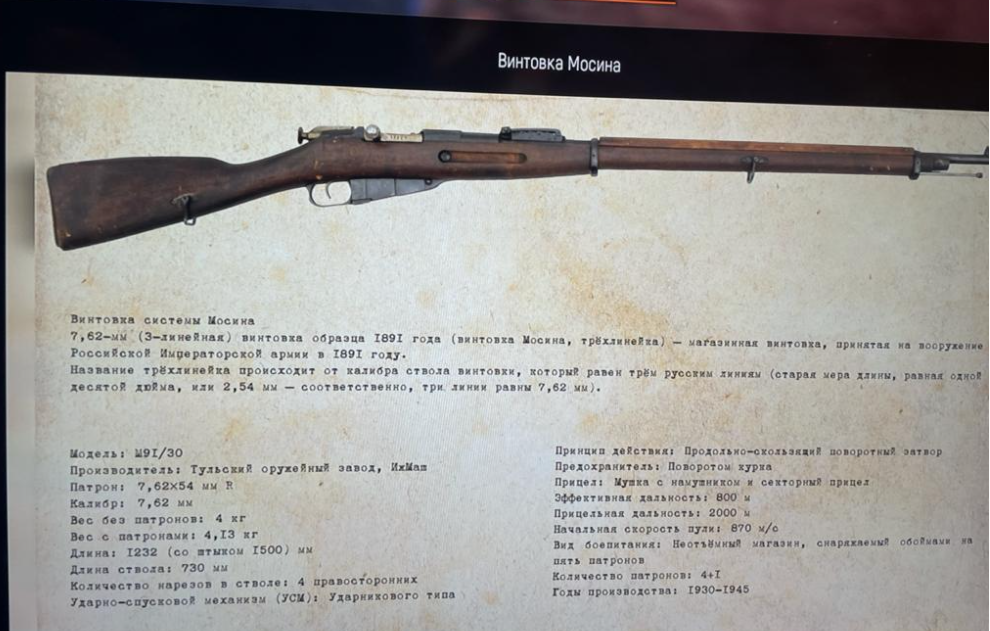 Винтовка Мосина
Винтовка системы Мосина
7,62-мм (3-линейная) винтовка образца 1891 года (винтовка Мосина, трёхлинейка) — магазинная винтовка, принятая на вооружение
Российской Императорской армии в 1891 году.
Название трёхлинейка происходит от калибра ствола винтовки, который равен трём русским линиям (старая мера длины, равная одной
десятой дюйма, или 2,54 мм — соответственно, три линии равны 7,62 мм).
Модель: М91/30
Производитель: Тульский оружейный завод, ИжМаш
Патрон: 7,62×54 мм R
Калибр: 7,62 мм
Вес без патронов: 4 кг
Вес с патронами: 4,13 кг
Длина: 1232 (со штыком 1500) мм
Длина ствола: 730 мм
Количество нарезов в стволе: 4 правосторонних
Ударно-спусковой механизм (УСМ): Ударникового типа
Принцип действия: Продольно-скользящий поворотный затвор
Предохранитель: Поворотом курка
Прицел: Мушка с намушником и секторный прицел
Эффективная дальность: 800 м
Прицельная дальность: 2000 м
Начальная скорость пули: 870 м/с
Вид боепитания: Неотъёмный магазин, снаряжаемый обоймами на
пять патронов
Количество патронов: 4+1
Годы производства: 1930-1945